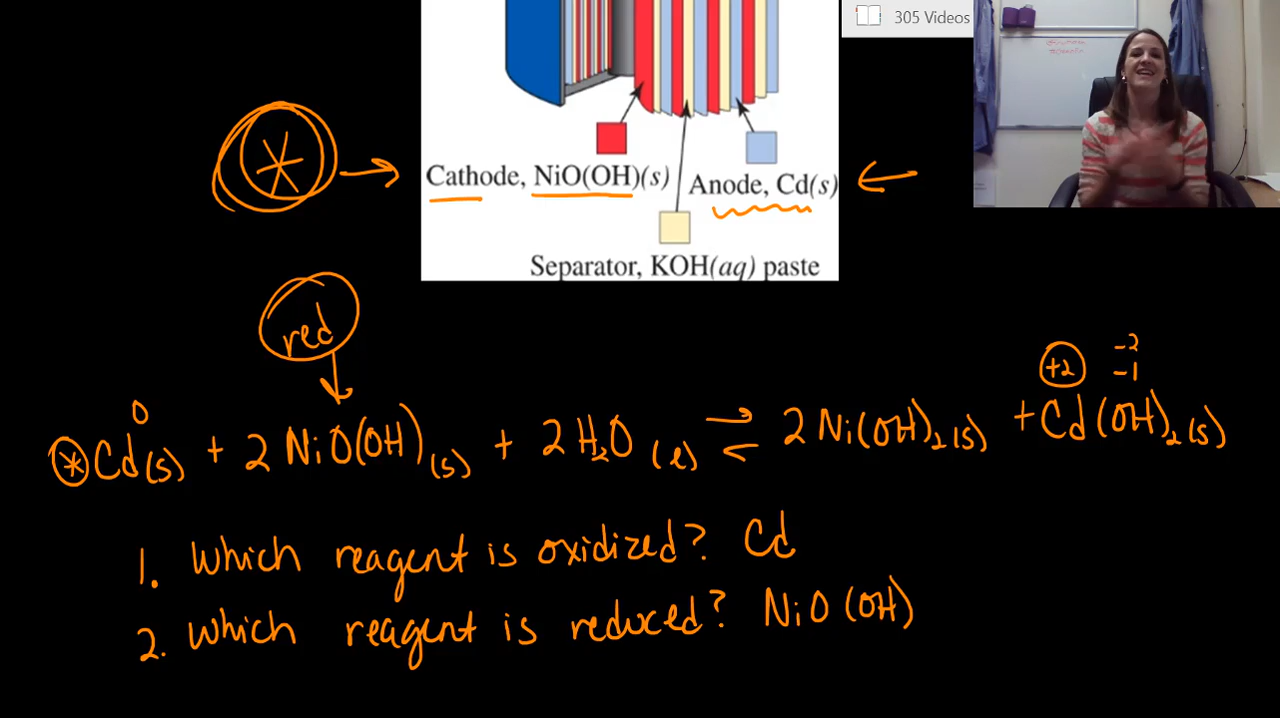 305 Videos
Cathode, NiO(OH)(s)
Anode, Cd(s)
Separator, KOH(aq) paste
red
0
+2
-2
-1
*Cd(s) + 2 NiO(OH)(s) + 2 H₂O(l) ⇌ 2 Ni(OH)₂(s) + Cd(OH)₂(s)
1. Which reagent is oxidized? Cd
2. Which reagent is reduced? NiO(OH)